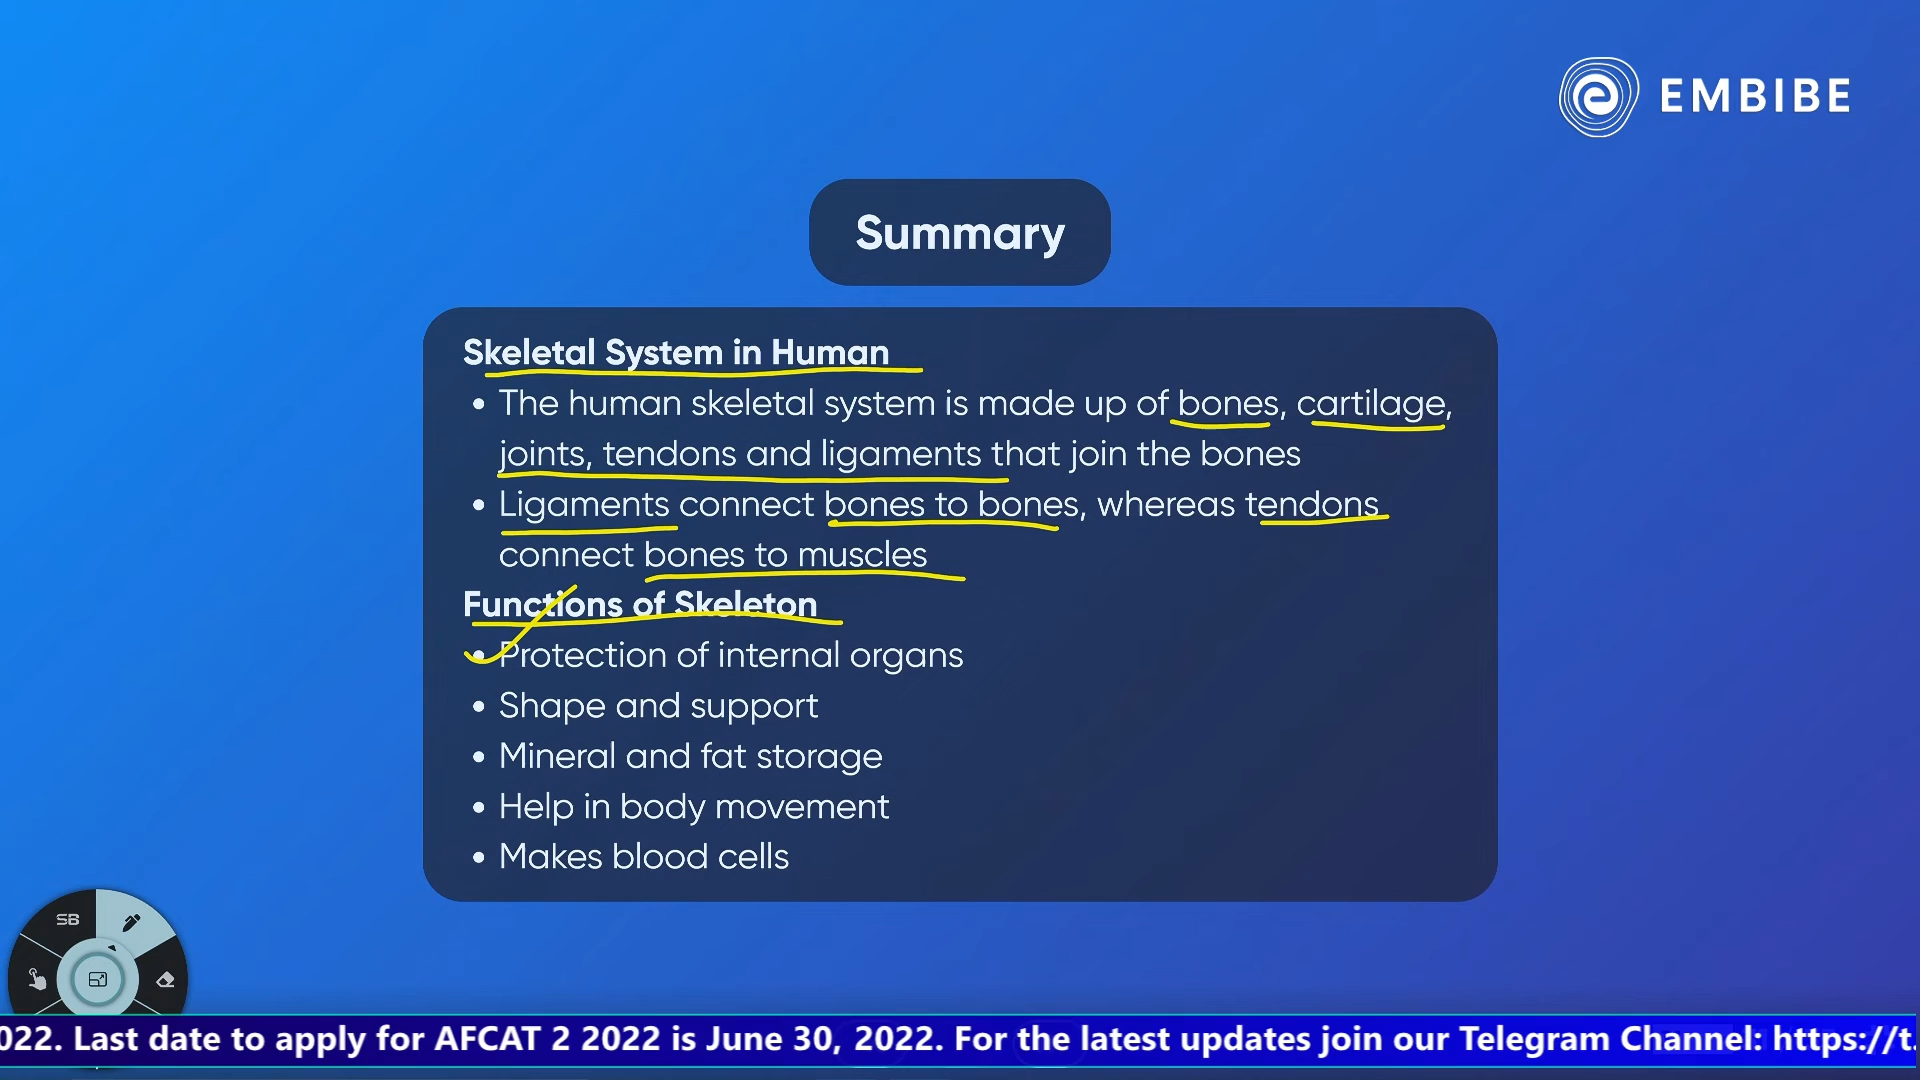 EMBIBE
Summary
Skeletal System in Human
• The human skeletal system is made up of bones, cartilage,
joints, tendons and ligaments that join the bones
• Ligaments connect bones to bones, whereas tendons
connect bones to muscles
Functions of Skeleton
• Protection of internal organs
• Shape and support
• Mineral and fat storage
• Help in body movement
• Makes blood cells
SB
022. Last date to apply for AFCAT 2 2022 is June 30, 2022. For the latest updates join our Telegram Channel: https://t.